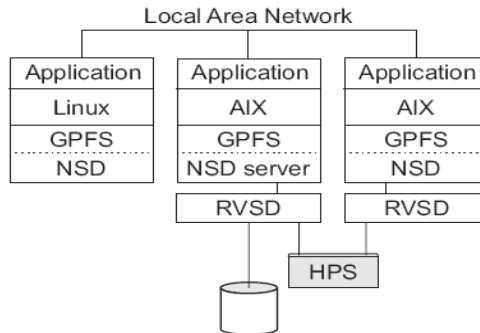 Local Area Network
Application Application Application
Linux AIX AIX
GPFS GPFS GPFS
NSD NSD server NSD
RVSD RVSD
HPS